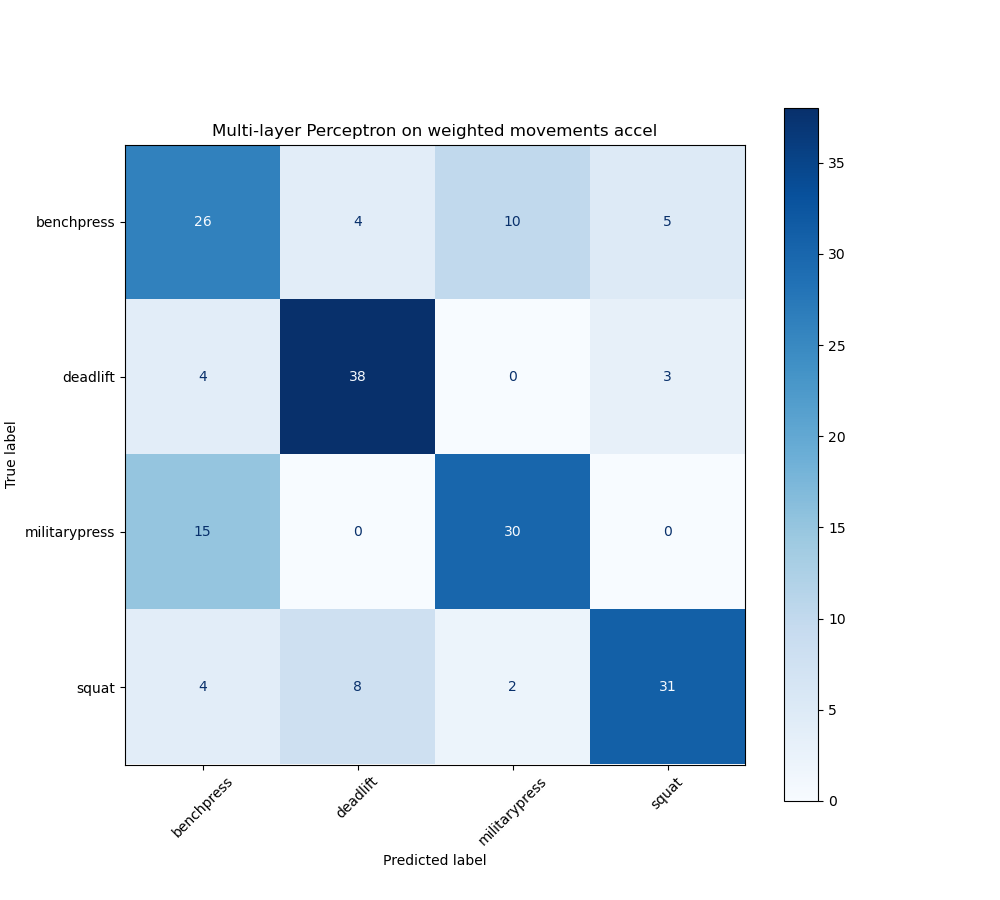 Multi-layer Perceptron on weighted movements accel
True label
benchpress
26 4 10 5
deadlift
4 38 0 3
militarypress
15 0 30 0
squat
4 8 2 31
benchpress deadlift militarypress squat
Predicted label
35
30
25
20
15
10
5
0